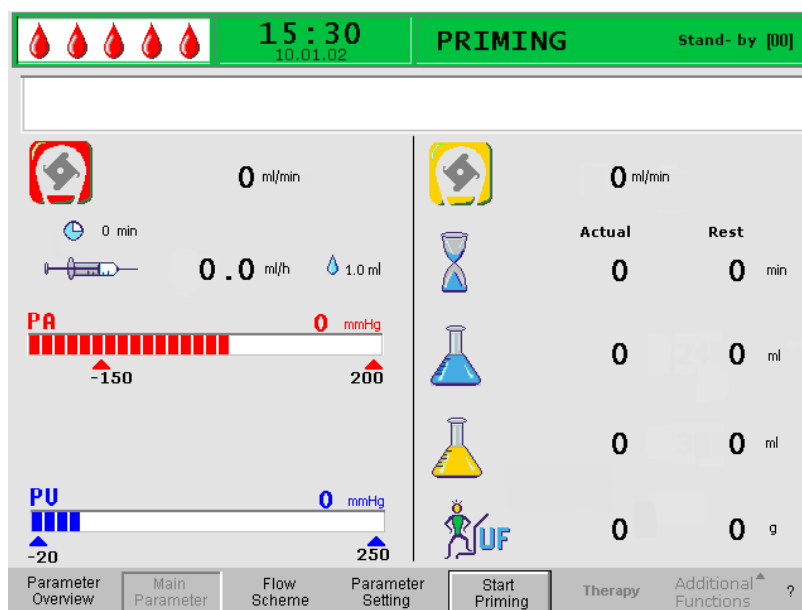 15:30
10.01.02
PRIMING
Stand- by [00]
0 ml/min
0 ml/min
0 min
Actual Rest
0.0 ml/h 1.0 ml
0 0 min
PA 0 mmHg
-150 200
0 0 ml
0 0 ml
PV 0 mmHg
-20 250
UF 0 0 g
Parameter Overview
Main Parameter
Flow Scheme
Parameter Setting
Start Priming
Therapy
Additional Functions
?